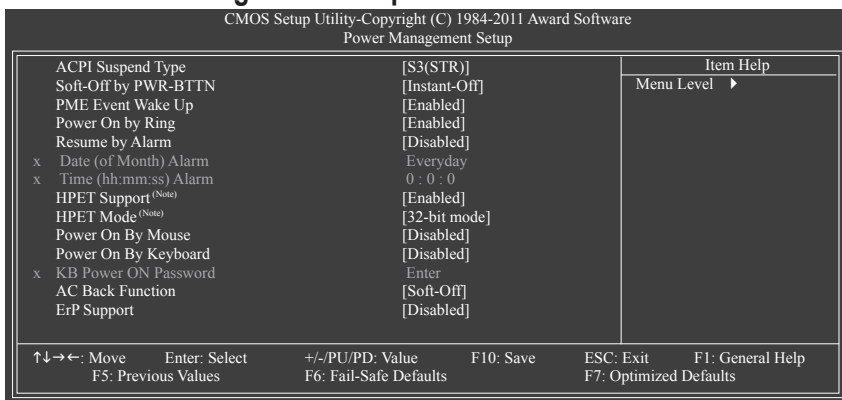 CMOS Setup Utility-Copyright (C) 1984-2011 Award Software
Power Management Setup
ACPI Suspend Type [S3(STR)] Item Help
Soft-Off by PWR-BTTN [Instant-Off] Menu Level ▶
PME Event Wake Up [Enabled]
Power On by Ring [Enabled]
Resume by Alarm [Disabled]
x Date (of Month) Alarm Everyday
x Time (hh:mm:ss) Alarm 0 : 0 : 0
HPET Support (Note) [Enabled]
HPET Mode (Note) [32-bit mode]
Power On By Mouse [Disabled]
Power On By Keyboard [Disabled]
x KB Power ON Password Enter
AC Back Function [Soft-Off]
ErP Support [Disabled]
↑↓→←: Move Enter: Select +/-/PU/PD: Value F10: Save ESC: Exit F1: General Help
F5: Previous Values F6: Fail-Safe Defaults F7: Optimized Defaults